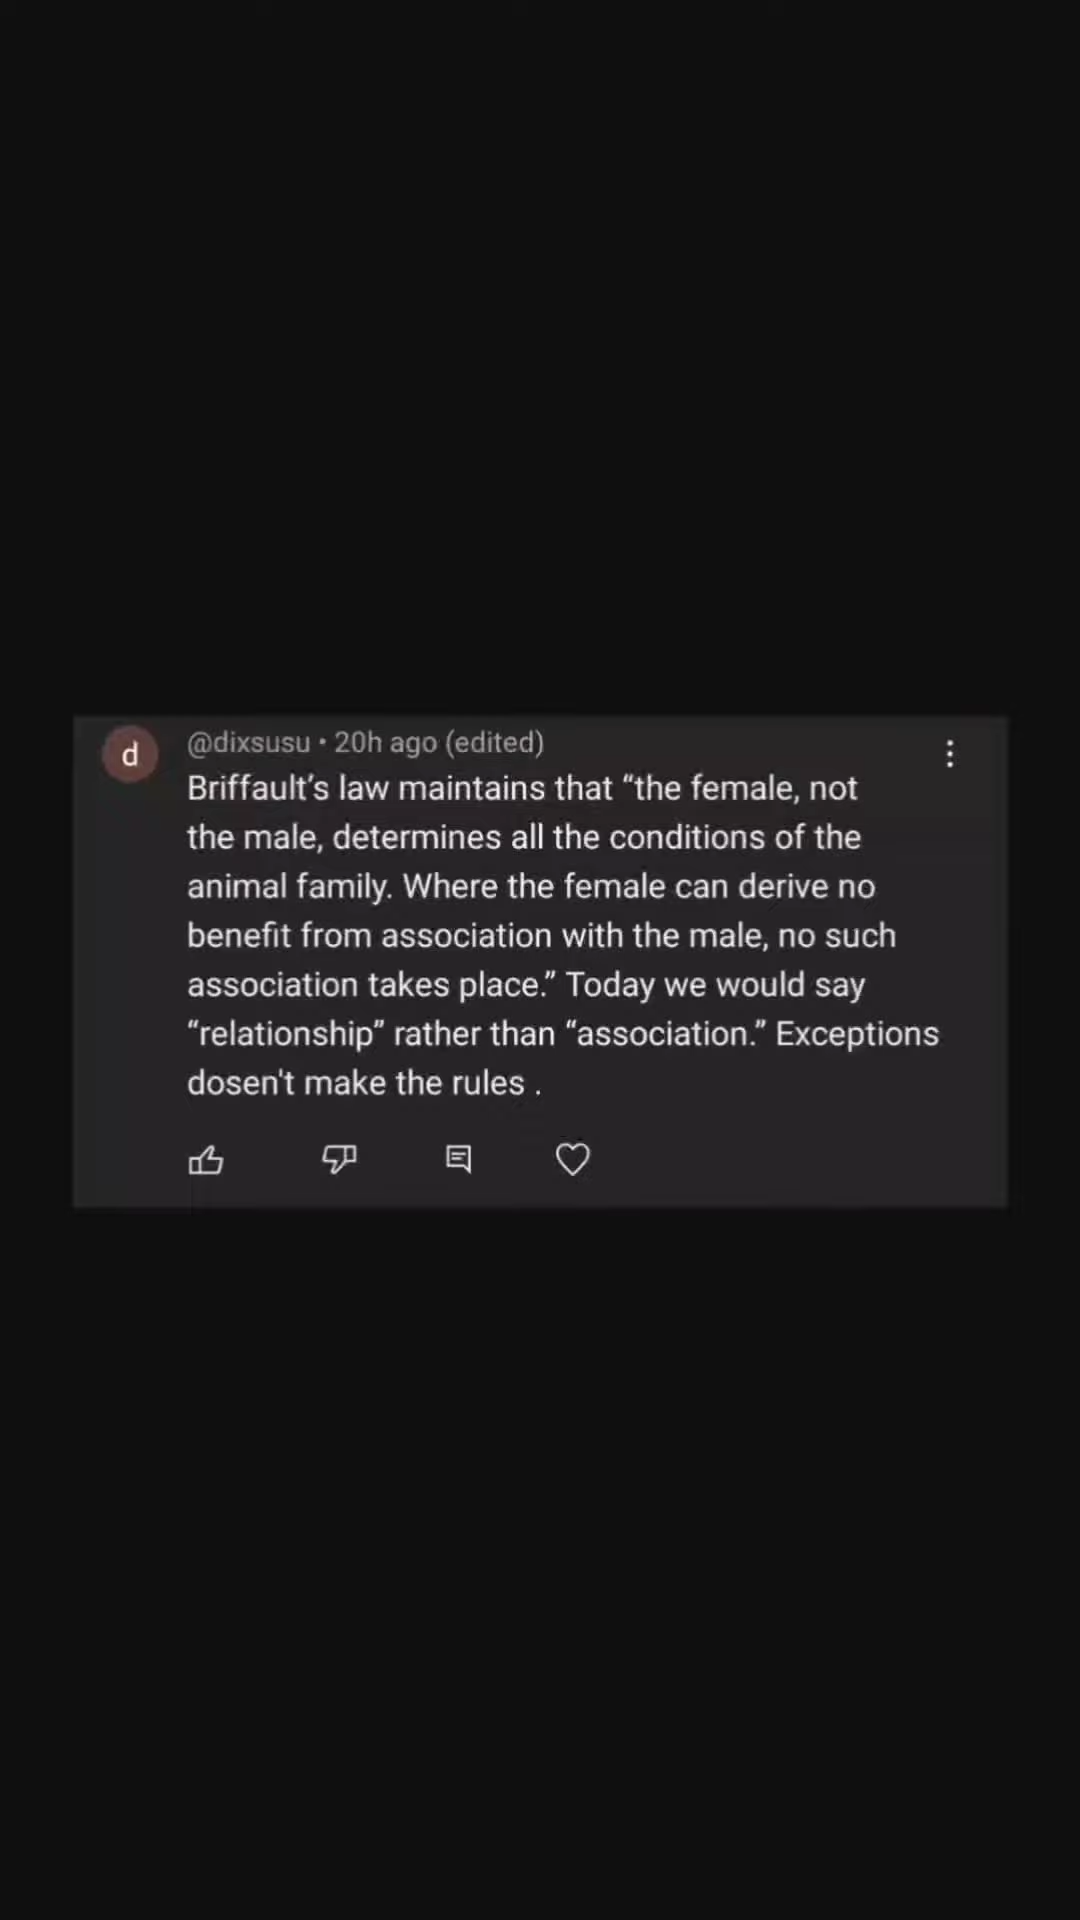 d
@dixsusu • 20h ago (edited)
Briffault’s law maintains that “the female, not
the male, determines all the conditions of the
animal family. Where the female can derive no
benefit from association with the male, no such
association takes place.” Today we would say
“relationship” rather than “association.” Exceptions
dosen't make the rules .